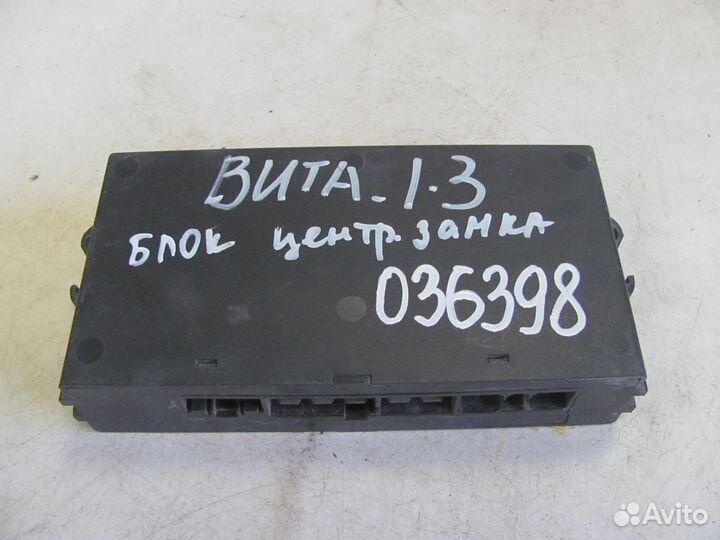 ВИТА. 1.3
БЛОК центр. замка
036398
Avito